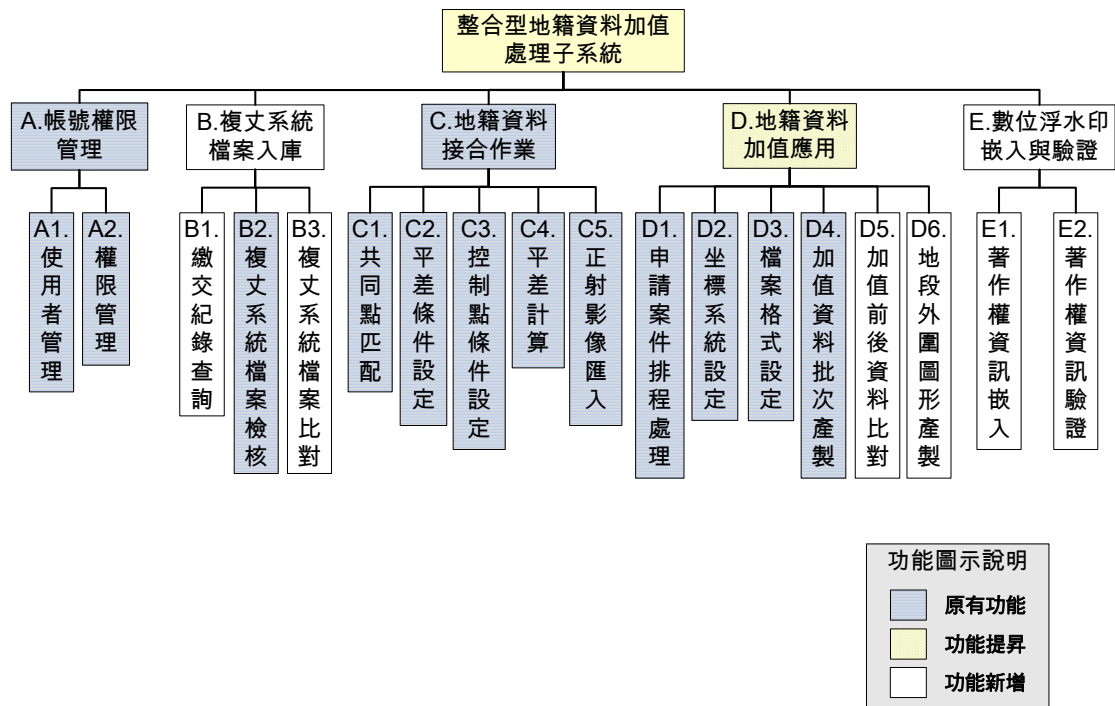 整合型地籍資料加值
處理子系統
A.帳號權限
管理
B.複丈系統
檔案入庫
C.地籍資料
接合作業
D.地籍資料
加值應用
E.數位浮水印
嵌入與驗證
A1.使用者管理
A2.權限管理
B1.繳交紀錄查詢
B2.複丈系統檔案檢核
B3.複丈系統檔案比對
C1.共同點匹配
C2.平差條件設定
C3.控制點條件設定
C4.平差計算
C5.正射影像匯入
D1.申請案件排程處理
D2.坐標系統設定
D3.檔案格式設定
D4.加值資料批次產製
D5.加值前後資料比對
D6.地段外圍圖形產製
E1.著作權資訊嵌入
E2.著作權資訊驗證
功能圖示說明
原有功能
功能提昇
功能新增